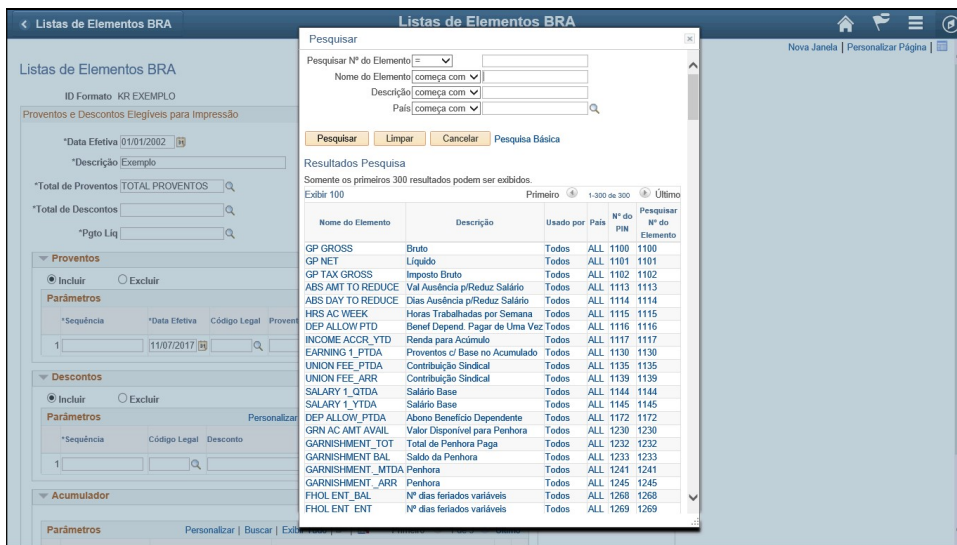 Listas de Elementos BRA
Listas de Elementos BRA
Nova Janela | Personalizar Página |
Listas de Elementos BRA
ID Formato KR EXEMPLO
Proventos e Descontos Elegíveis para Impressão
*Data Efetiva 01/01/2002
*Descrição Exemplo
*Total de Proventos TOTAL PROVENTOS
*Total de Descontos
*Pgto Líq
Proventos
Incluir Excluir
Parâmetros
*Sequência *Data Efetiva Código Legal Provent
1 11/07/2017
Descontos
Incluir Excluir
Parâmetros Personalizar
*Sequência Código Legal Desconto
1
Acumulador
Parâmetros Personalizar | Buscar |
Pesquisar
Pesquisar Nº do Elemento =
Nome do Elemento começa com
Descrição começa com
País começa com
Pesquisar Limpar Cancelar Pesquisa Básica
Resultados Pesquisa
Somente os primeiros 300 resultados podem ser exibidos.
Exibir 100 Primeiro 1-300 de 300 Último
Nome do Elemento Descrição Usado por País Nº do PIN Pesquisar Nº do Elemento
GP GROSS Bruto Todos ALL 1100 1100
GP NET Líquido Todos ALL 1101 1101
GP TAX GROSS Imposto Bruto Todos ALL 1102 1102
ABS AMT TO REDUCE Val Ausência p/Reduz Salário Todos ALL 1113 1113
ABS DAY TO REDUCE Dias Ausência p/Reduz Salário Todos ALL 1114 1114
HRS AC WEEK Horas Trabalhadas por Semana Todos ALL 1115 1115
DEP ALLOW PTD Benef Depend. Pagar de Uma Vez Todos ALL 1116 1116
INCOME ACCR_YTD Renda para Acúmulo Todos ALL 1117 1117
EARNING 1_PTDA Proventos c/ Base no Acumulado Todos ALL 1130 1130
UNION FEE_PTDA Contribuição Sindical Todos ALL 1135 1135
UNION FEE_ARR Contribuição Sindical Todos ALL 1139 1139
SALARY 1_QTDA Salário Base Todos ALL 1144 1144
SALARY 1_YTDA Salário Base Todos ALL 1145 1145
DEP ALLOW_PTDA Abono Benefício Dependente Todos ALL 1172 1172
GRN AC AMT AVAIL Valor Disponível para Penhora Todos ALL 1230 1230
GARNISHMENT_TOT Total de Penhora Paga Todos ALL 1232 1232
GARNISHMENT BAL Saldo da Penhora Todos ALL 1233 1233
GARNISHMENT._MTDA Penhora Todos ALL 1241 1241
GARNISHMENT._ARR Penhora Todos ALL 1245 1245
FHOL ENT_BAL Nº dias feriados variáveis Todos ALL 1268 1268
FHOL ENT_ENT Nº dias feriados variáveis Todos ALL 1269 1269